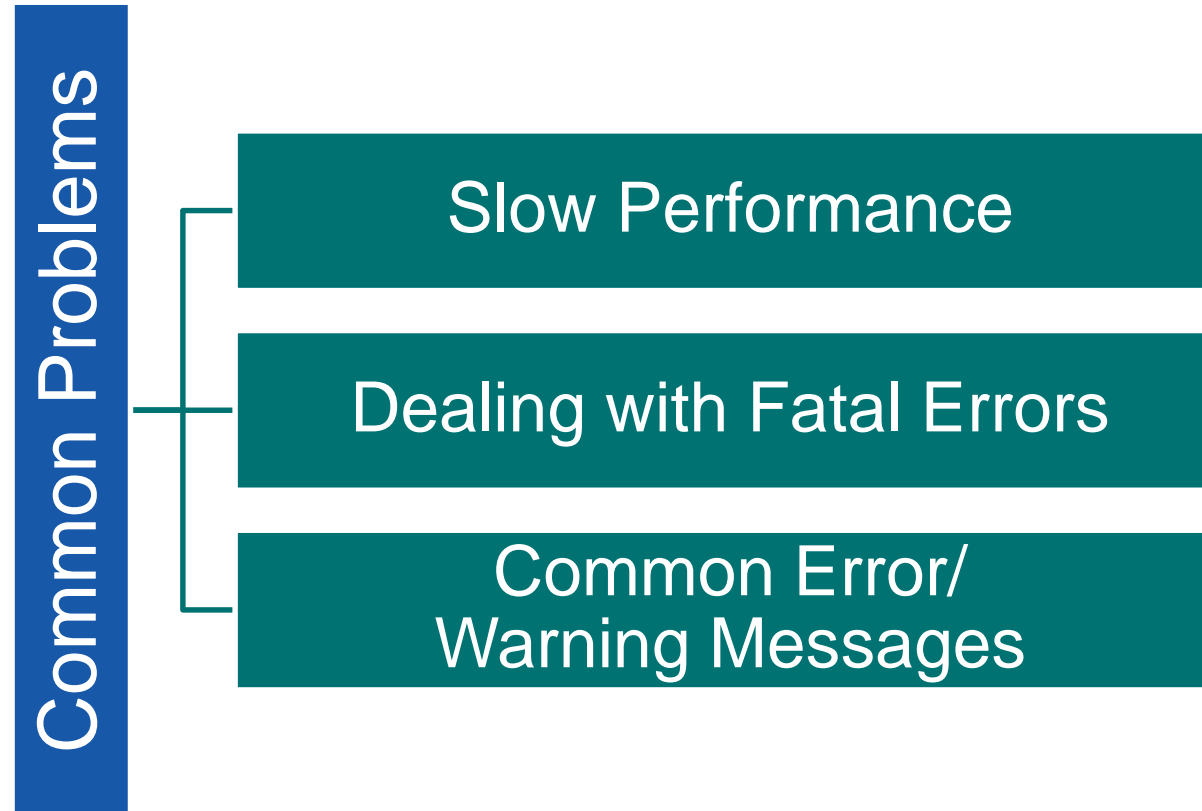 Common Problems
Slow Performance
Dealing with Fatal Errors
Common Error/
Warning Messages